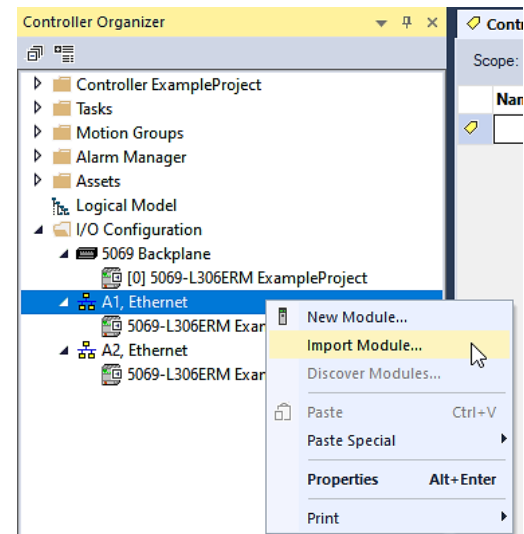 Controller Organizer
Contr
Scope:
Nam
Controller ExampleProject
Tasks
Motion Groups
Alarm Manager
Assets
Logical Model
I/O Configuration
5069 Backplane
[0] 5069-L306ERM ExampleProject
A1, Ethernet
5069-L306ERM Exam
A2, Ethernet
5069-L306ERM Exam
New Module...
Import Module...
Discover Modules...
Paste Ctrl+V
Paste Special
Properties Alt+Enter
Print